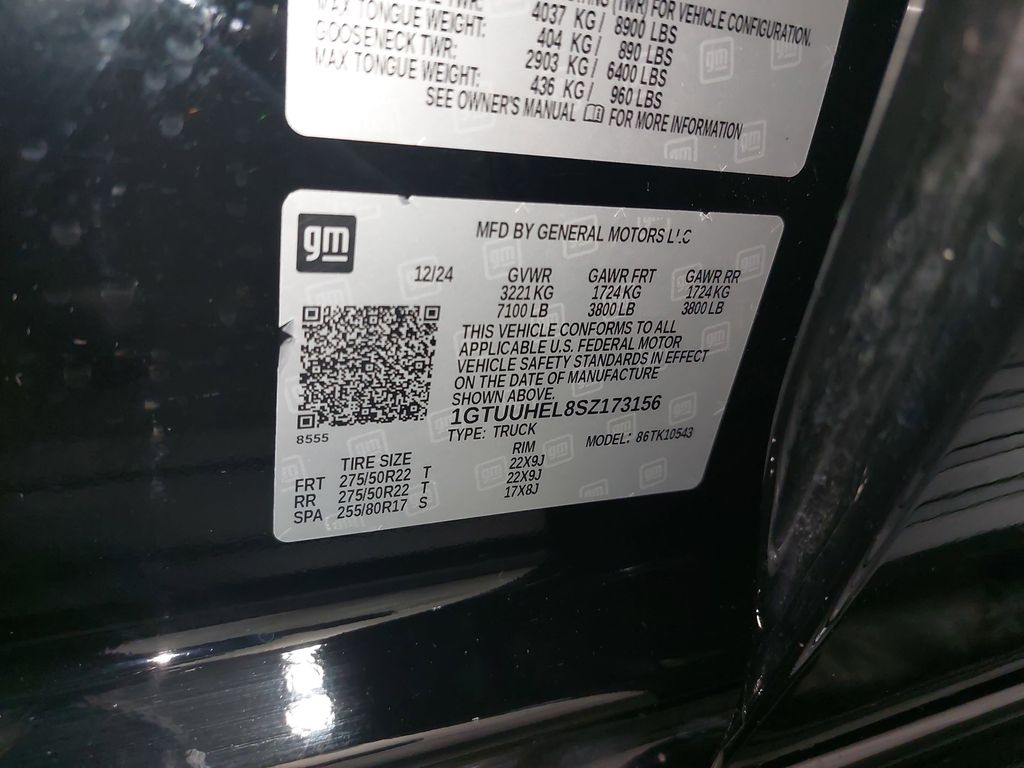 TWR: (TWR) FOR VEHICLE CONFIGURATION.
4037 KG / 8900 LBS
MAX TONGUE WEIGHT: 404 KG / 890 LBS
GOOSENECK TWR: 2903 KG / 6400 LBS
MAX TONGUE WEIGHT: 436 KG / 960 LBS
SEE OWNER'S MANUAL FOR MORE INFORMATION
gm
MFD BY GENERAL MOTORS LLC
12/24 GVWR GAWR FRT GAWR RR
3221 KG 1724 KG 1724 KG
7100 LB 3800 LB 3800 LB
THIS VEHICLE CONFORMS TO ALL
APPLICABLE U.S. FEDERAL MOTOR
VEHICLE SAFETY STANDARDS IN EFFECT
ON THE DATE OF MANUFACTURE
SHOWN ABOVE.
1GTUUHEL8SZ173156
8555
TYPE: TRUCK MODEL: 86TK10543
TIRE SIZE RIM
FRT 275/50R22 T 22X9J
RR 275/50R22 T 22X9J
SPA 255/80R17 S 17X8J